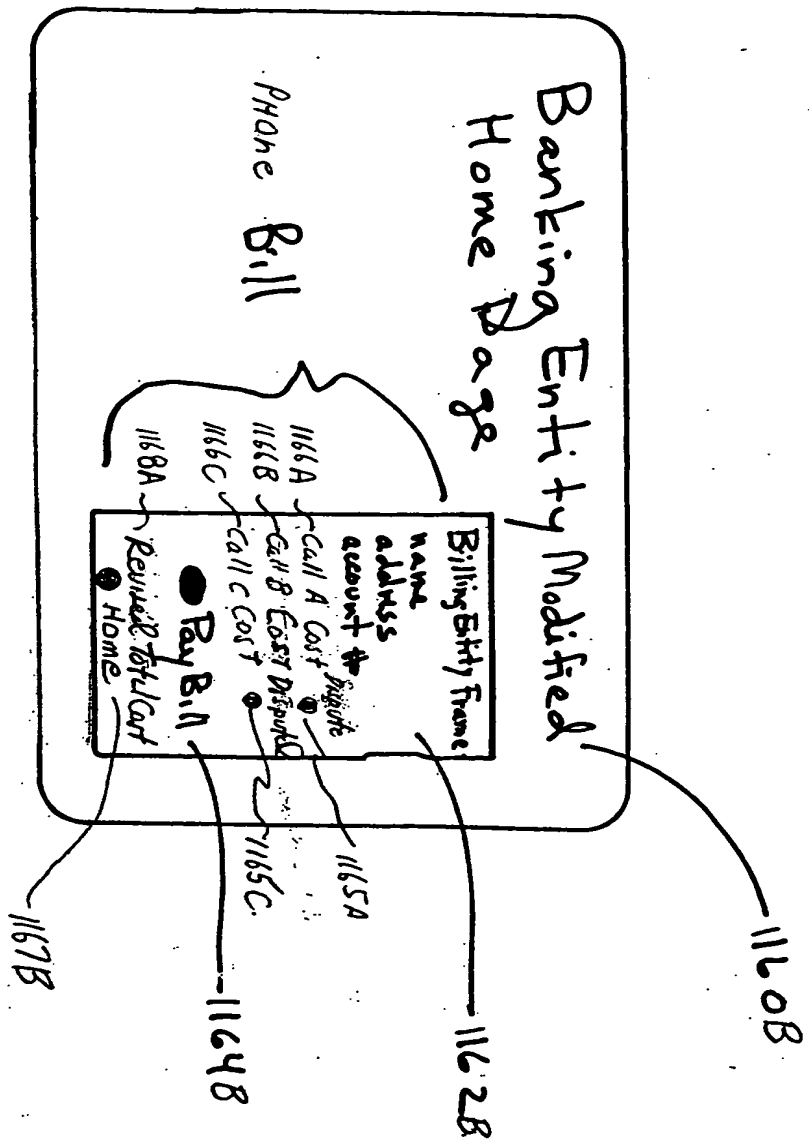 Banking Entity Modified
Home Page
1160B
Phone Bill
Billing Entity Frame
1162B
name
address
account #
1166A Call A Cost Dispute 1165A
1166B Call B Cost Disputed
1166C Call C Cost 1165C
Pay Bill
1164B
1168A Revised Total Cost
Home
1167B